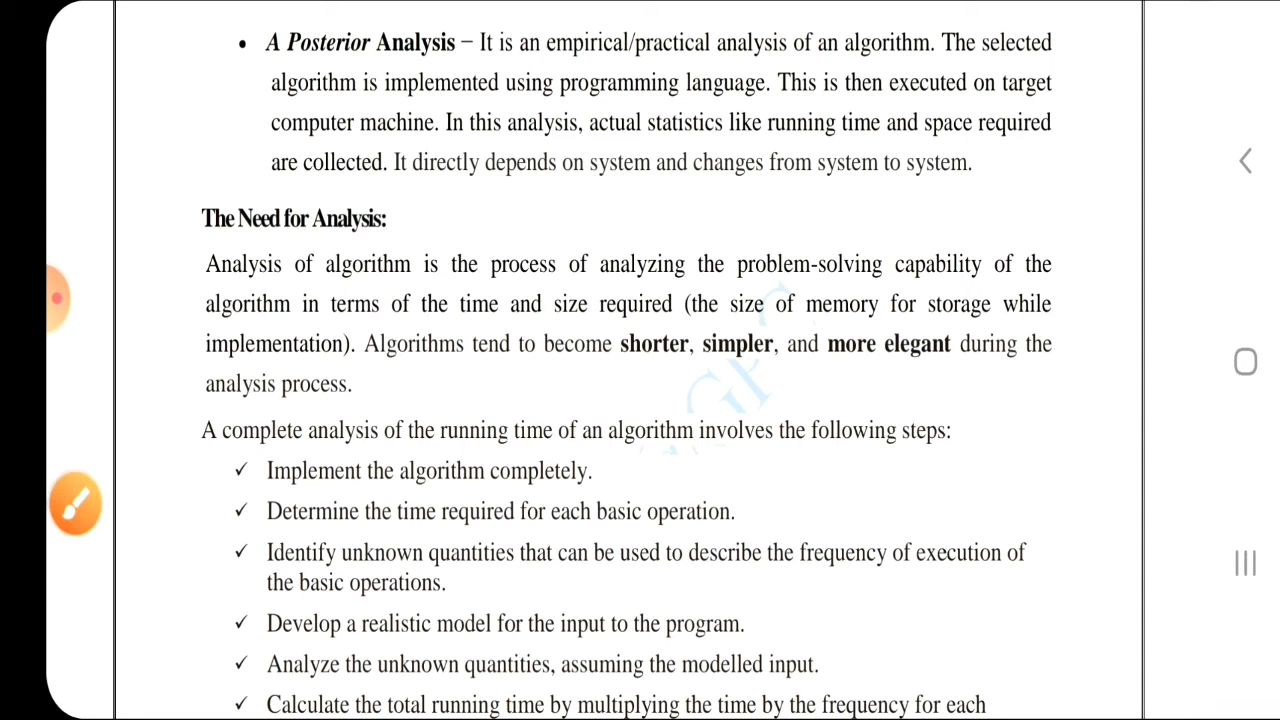 • A Posterior Analysis – It is an empirical/practical analysis of an algorithm. The selected
algorithm is implemented using programming language. This is then executed on target
computer machine. In this analysis, actual statistics like running time and space required
are collected. It directly depends on system and changes from system to system.
The Need for Analysis:
Analysis of algorithm is the process of analyzing the problem-solving capability of the
algorithm in terms of the time and size required (the size of memory for storage while
implementation). Algorithms tend to become shorter, simpler, and more elegant during the
analysis process.
A complete analysis of the running time of an algorithm involves the following steps:
✓ Implement the algorithm completely.
✓ Determine the time required for each basic operation.
✓ Identify unknown quantities that can be used to describe the frequency of execution of
the basic operations.
✓ Develop a realistic model for the input to the program.
✓ Analyze the unknown quantities, assuming the modelled input.
✓ Calculate the total running time by multiplying the time by the frequency for each